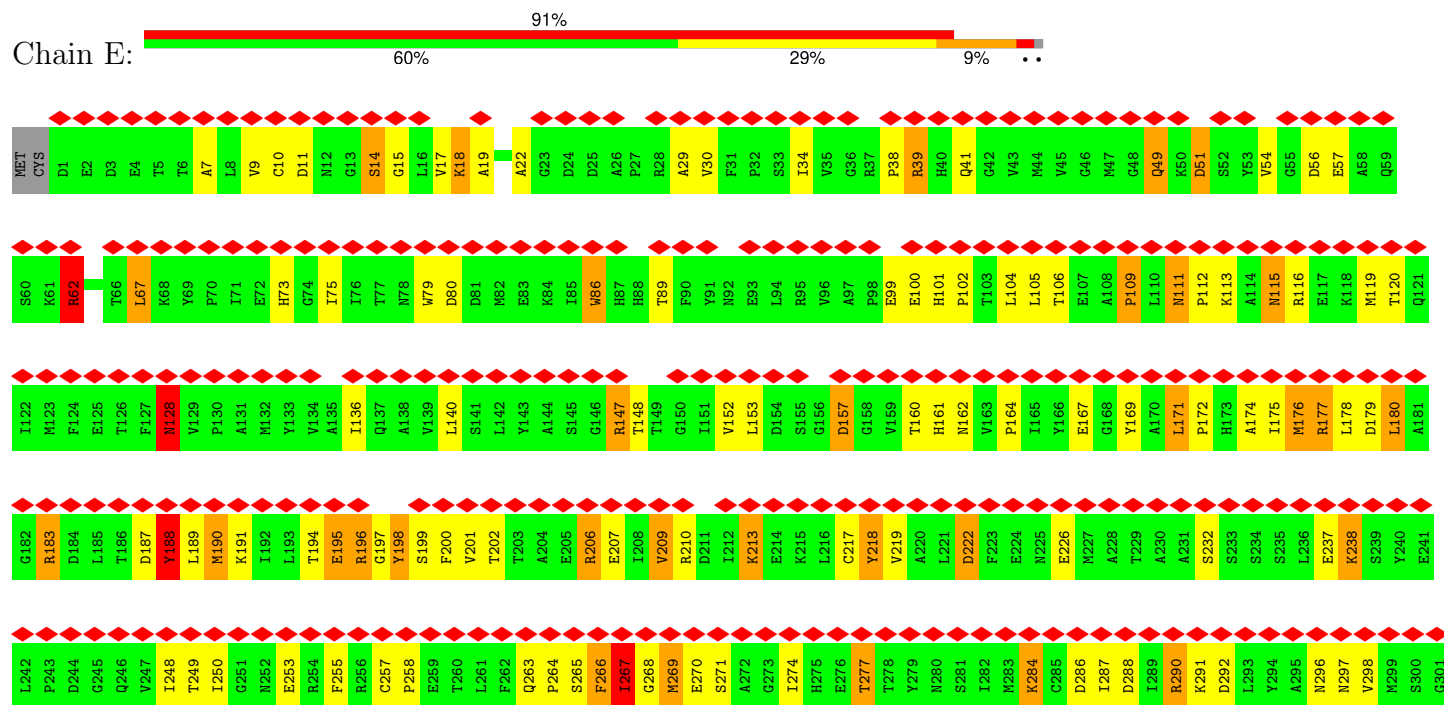 91%
Chain E:
60% 29% 9% • •
MET CYS D1 E2 D3 E4 T5 T6 A7 L8 V9 C10 D11 N12 G13 S14 G15 L16 V17 K18 A19 A22 G23 D24 D25 A26 P27 R28 A29 V30 F31 P32 S33 I34 V35 G36 R37 P38 R39 H40 Q41 G42 V43 M44 V45 G46 M47 G48 Q49 K50 D51 S52 Y53 V54 G55 D56 E57 A58 Q59
S60 K61 R62 T66 L67 K68 Y69 P70 I71 E72 H73 G74 I75 I76 T77 N78 W79 D80 D81 M82 E83 K84 I85 W86 H87 H88 T89 F90 Y91 N92 E93 L94 R95 V96 A97 P98 E99 E100 H101 P102 T103 L104 L105 T106 E107 A108 P109 L110 N111 P112 K113 A114 N115 R116 E117 K118 M119 T120 Q121
I122 M123 F124 E125 T126 F127 N128 V129 P130 A131 M132 Y133 V134 A135 I136 Q137 A138 V139 L140 S141 L142 Y143 A144 S145 G146 R147 T148 T149 G150 I151 V152 L153 D154 S155 G156 D157 G158 V159 T160 H161 N162 V163 P164 I165 Y166 E167 G168 Y169 A170 L171 P172 H173 A174 I175 M176 R177 L178 D179 L180 A181
G182 R183 D184 L185 T186 D187 Y188 L189 M190 K191 I192 L193 T194 E195 R196 G197 Y198 S199 F200 V201 T202 T203 A204 E205 R206 E207 I208 V209 R210 D211 I212 K213 E214 K215 L216 C217 Y218 V219 A220 L221 D222 F223 E224 N225 E226 M227 A228 T229 A230 A231 S232 S233 S234 S235 L236 E237 K238 S239 Y240 E241
L242 P243 D244 G245 Q246 V247 I248 T249 I250 G251 N252 E253 R254 F255 R256 C257 P258 E259 T260 L261 F262 Q263 P264 S265 F266 I267 G268 M269 E270 S271 A272 G273 I274 H275 E276 T277 T278 Y279 N280 S281 I282 M283 K284 C285 D286 I287 D288 I289 R290 K291 D292 L293 Y294 A295 N296 N297 V298 M299 S300 G301